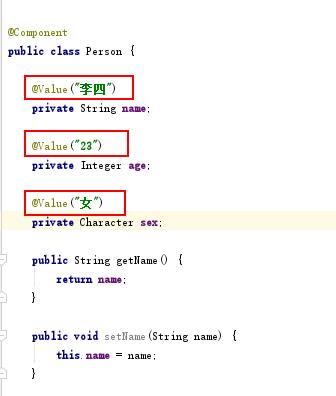 @Component
public class Person {
@Value("李四")
private String name;
@Value("23")
private Integer age;
@Value("女")
private Character sex;
public String getName() {
return name;
}
public void setName(String name) {
this.name = name;
}